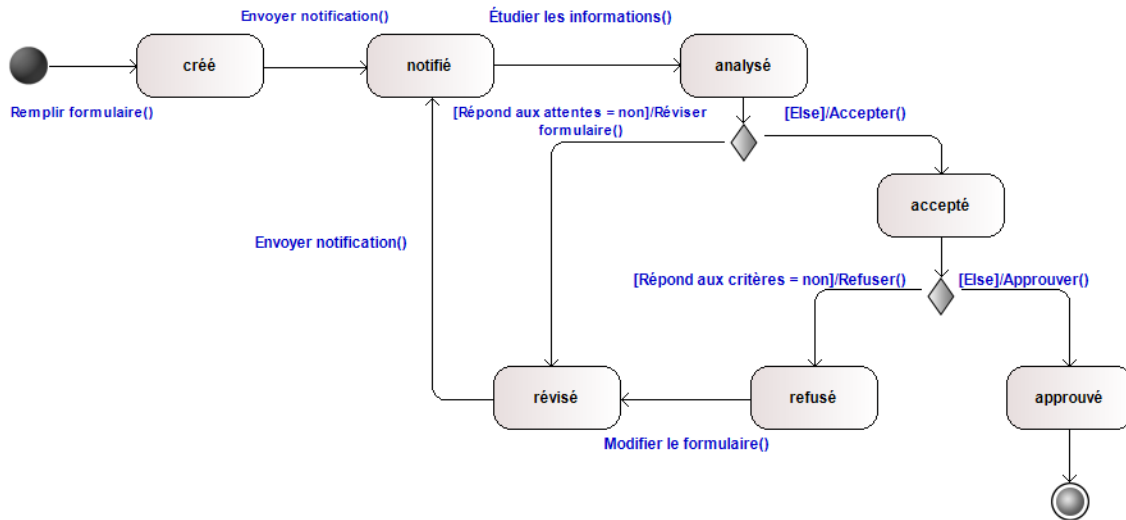 Envoyer notification()
Étudier les informations()
créé
notifié
analysé
Remplir formulaire()
[Répond aux attentes = non]/Réviser
formulaire()
[Else]/Accepter()
accepté
Envoyer notification()
[Répond aux critères = non]/Refuser()
[Else]/Approuver()
révisé
refusé
approuvé
Modifier le formulaire()